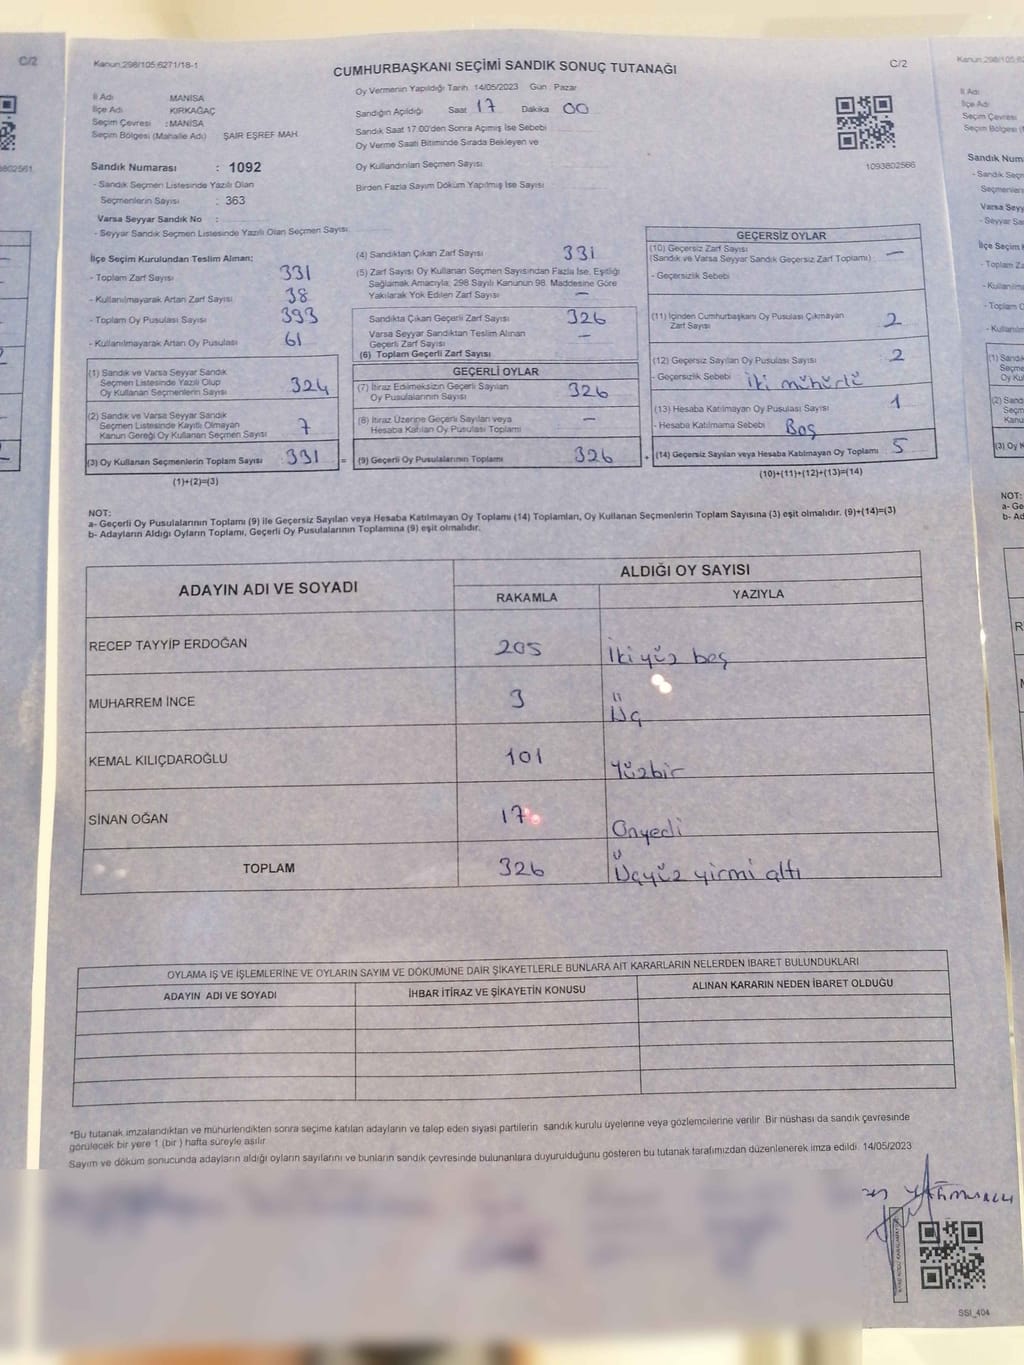 C/2
Kanun:298/105;6271/18-1
CUMHURBAŞKANI SEÇİMİ SANDIK SONUÇ TUTANAĞI
C/2
İl Adı MANİSA
İlçe Adı KIRKAĞAÇ
Seçim Çevresi :MANİSA
Seçim Bölgesi (Mahalle Adı) ŞAİR EŞREF MAH.
Oy Vermenin Yapıldığı Tarih 14/05/2023 Gün : Pazar
Sandığın Açıldığı Saat 17 Dakika 00
Sandık Saat 17:00'den Sonra Açımış İse Sebebi
Oy Verme Saati Bitiminde Sırada Bekleyen ve
Oy Kullandırılan Seçmen Sayısı
Birden Fazla Sayım Döküm Yapılmış İse Sayısı
1093802566
Sandık Numarası : 1092
- Sandık Seçmen Listesinde Yazılı Olan
Seçmenlerin Sayısı : 363
Varsa Seyyar Sandık No :
- Seyyar Sandık Seçmen Listesinde Yazılı Olan Seçmen Sayısı
İlçe Seçim Kurulundan Teslim Alınan:
- Toplam Zarf Sayısı 331
- Kullanılmayarak Artan Zarf Sayısı 38
- Toplam Oy Pusulası Sayısı 393
- Kullanılmayarak Artan Oy Pusulası 61
(1) Sandık ve Varsa Seyyar Sandık
Seçmen Listesinde Yazılı Olup
Oy Kullanan Seçmenlerin Sayısı 324
(2) Sandık ve Varsa Seyyar Sandık
Seçmen Listesinde Kayıtlı Olmayan
Kanun Gereği Oy Kullanan Seçmen Sayısı 7
(3) Oy Kullanan Seçmenlerin Toplam Sayısı 331 =
(1)+(2)=(3)
(4) Sandıktan Çıkan Zarf Sayısı 331
(5) Zarf Sayısı Oy Kullanan Seçmen Sayısından Fazla İse, Eşitliği
Sağlamak Amacıyla; 298 Sayılı Kanunun 98. Maddesine Göre
Yakılarak Yok Edilen Zarf Sayısı —
Sandıkta Çıkan Geçerli Zarf Sayısı 326
Varsa Seyyar Sandıktan Teslim Alınan
Geçerli Zarf Sayısı —
(6) Toplam Geçerli Zarf Sayısı
GEÇERLİ OYLAR
(7) İtiraz Edilmeksizin Geçerli Sayılan
Oy Pusulalarının Sayısı 326
(8) İtiraz Üzerine Geçerli Sayılan veya
Hesaba Katılan Oy Pusulası Toplamı —
(9) Geçerli Oy Pusulalarının Toplamı 326 +
GEÇERSİZ OYLAR
(10) Geçersiz Zarf Sayısı —
(Sandık ve Varsa Seyyar Sandık Geçersiz Zarf Toplamı)
- Geçersizlik Sebebi
(11) İçinden Cumhurbaşkanı Oy Pusulası Çıkmayan
Zarf Sayısı 2
(12) Geçersiz Sayılan Oy Pusulası Sayısı 2
- Geçersizlik Sebebi İki mühürlü
(13) Hesaba Katılmayan Oy Pusulası Sayısı 1
- Hesaba Katılmama Sebebi Boş
(14) Geçersiz Sayılan veya Hesaba Katılmayan Oy Toplamı 5
(10)+(11)+(12)+(13)=(14)
NOT:
a- Geçerli Oy Pusulalarının Toplamı (9) ile Geçersiz Sayılan veya Hesaba Katılmayan Oy Toplamı (14) Toplamları, Oy Kullanan Seçmenlerin Toplam Sayısına (3) eşit olmalıdır. (9)+(14)=(3)
b- Adayların Aldığı Oyların Toplamı, Geçerli Oy Pusulalarının Toplamına (9) eşit olmalıdır.
ADAYIN ADI VE SOYADI ALDIĞI OY SAYISI
RAKAMLA YAZIYLA
RECEP TAYYİP ERDOĞAN 205 İkiyüz beş
MUHARREM İNCE 3 Üç
KEMAL KILIÇDAROĞLU 101 Yüzbir
SİNAN OĞAN 17 Onyedi
TOPLAM 326 Üçyüz yirmi altı
OYLAMA İŞ VE İŞLEMLERİNE VE OYLARIN SAYIM VE DÖKÜMÜNE DAİR ŞİKAYETLERLE BUNLARA AİT KARARLARIN NELERDEN İBARET BULUNDUKLARI
ADAYIN ADI VE SOYADI İHBAR İTİRAZ VE ŞİKAYETİN KONUSU ALINAN KARARIN NEDEN İBARET OLDUĞU
*Bu tutanak imzalandıktan ve mühürlendikten sonra seçime katılan adayların ve talep eden siyasi partilerin sandık kurulu üyelerine veya gözlemcilerine verilir. Bir nüshası da sandık çevresinde
görülecek bir yere 1 (bir ) hafta süreyle asılır.
Sayım ve döküm sonucunda adayların aldığı oyların sayılarını ve bunların sandık çevresinde bulunanlara duyurulduğunu gösteren bu tutanak tarafımızdan düzenlenerek imza edildi. 14/05/2023
SSI_404